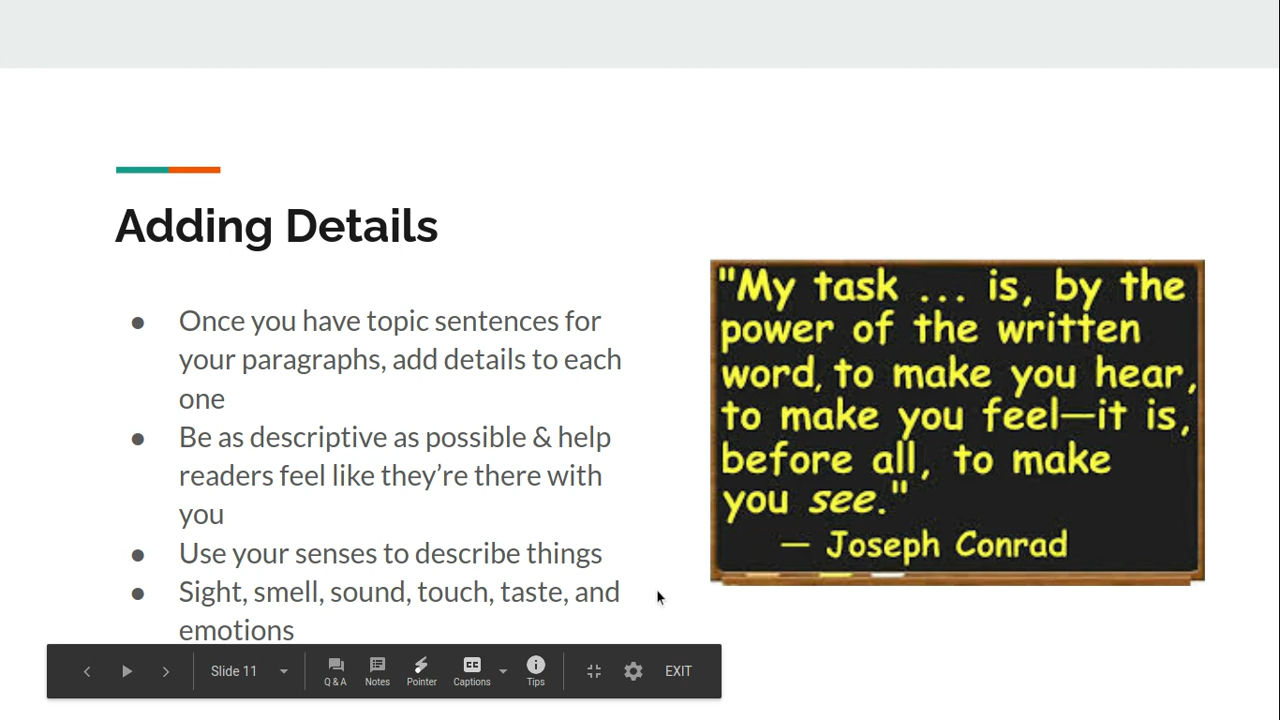 Adding Details
● Once you have topic sentences for
your paragraphs, add details to each
one
● Be as descriptive as possible & help
readers feel like they’re there with
you
● Use your senses to describe things
● Sight, smell, sound, touch, taste, and
emotions
"My task ... is, by the
power of the written
word, to make you hear,
to make you feel—it is,
before all, to make
you see."
— Joseph Conrad
Slide 11
Q & A
Notes
Pointer
CC
Captions
Tips
EXIT